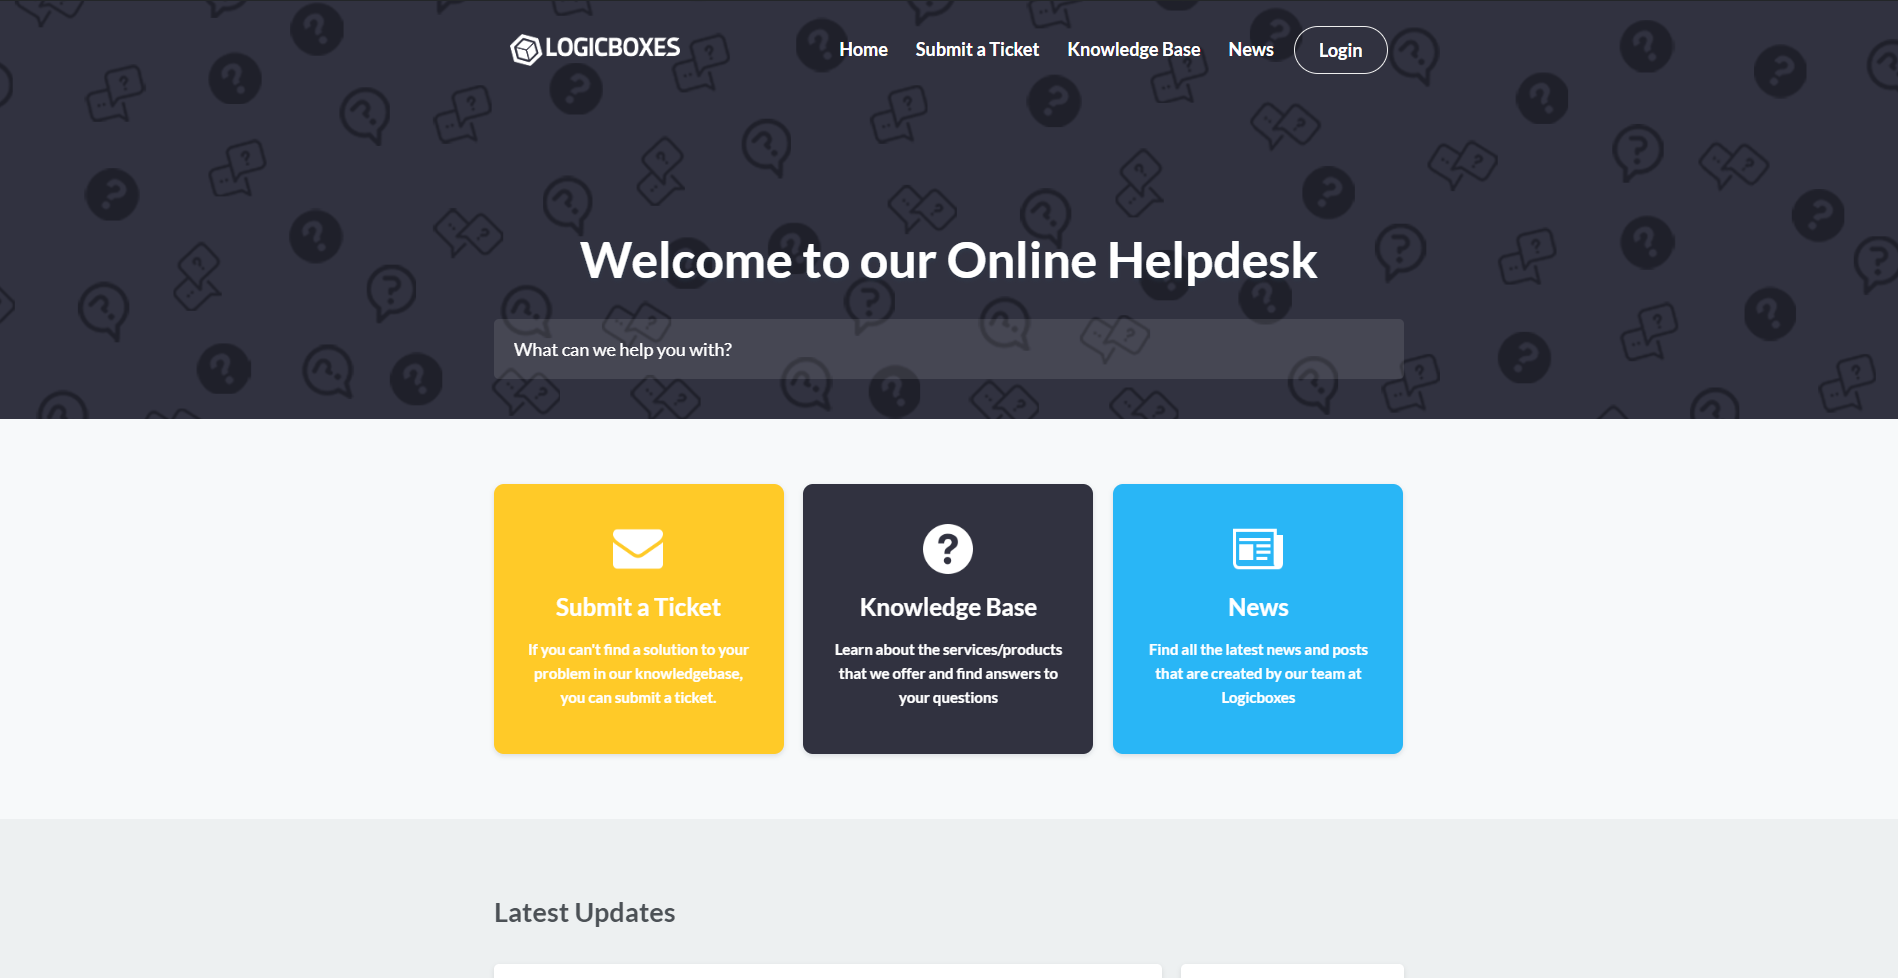 LOGICBOXES
Home Submit a Ticket Knowledge Base News Login
Welcome to our Online Helpdesk
What can we help you with?
Submit a Ticket
If you can't find a solution to your
problem in our knowledgebase,
you can submit a ticket.
Knowledge Base
Learn about the services/products
that we offer and find answers to
your questions
News
Find all the latest news and posts
that are created by our team at
Logicboxes
Latest Updates